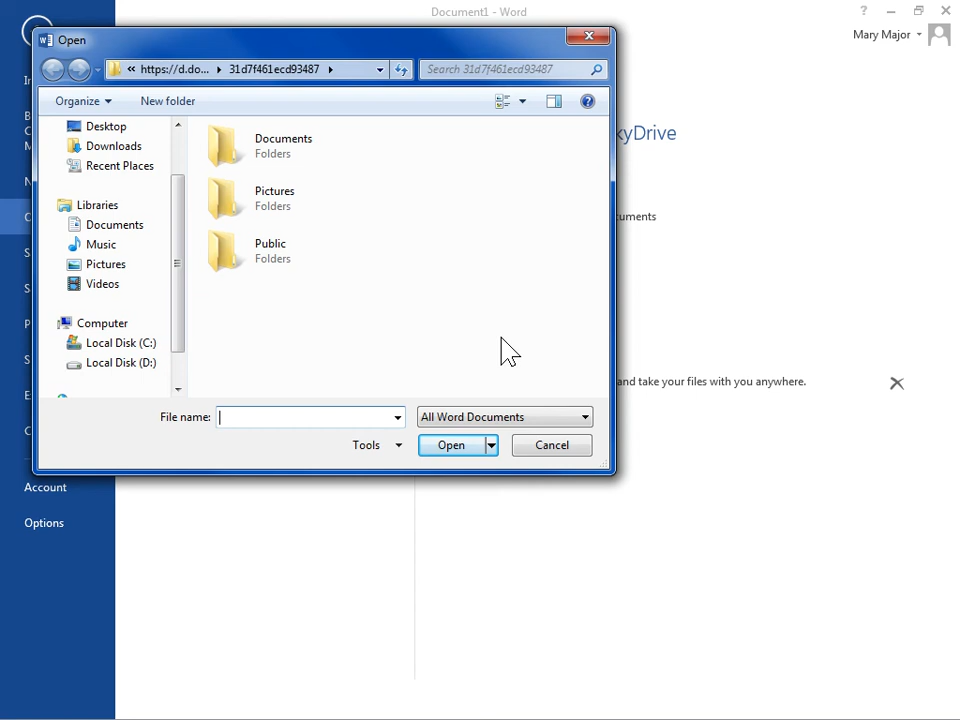 Document1 - Word
Mary Major
Open
« https://d.do... 31d7f461ecd93487
Search 31d7f461ecd93487
Organize
New folder
Desktop
Downloads
Recent Places
Libraries
Documents
Music
Pictures
Videos
Computer
Local Disk (C:)
Local Disk (D:)
Documents
Folders
Pictures
Folders
Public
Folders
File name:
All Word Documents
Tools
Open
Cancel
kyDrive
uments
and take your files with you anywhere.
Account
Options